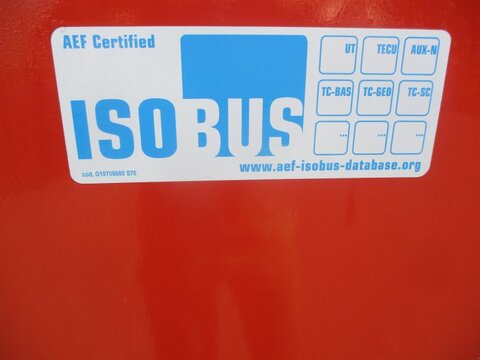 AEF Certified
UT TECU AUX-N
TC-BAS TC-GEO TC-SC
ISOBUS
... ... ...
www.aef-isobus-database.org
cod. G19709680 S76